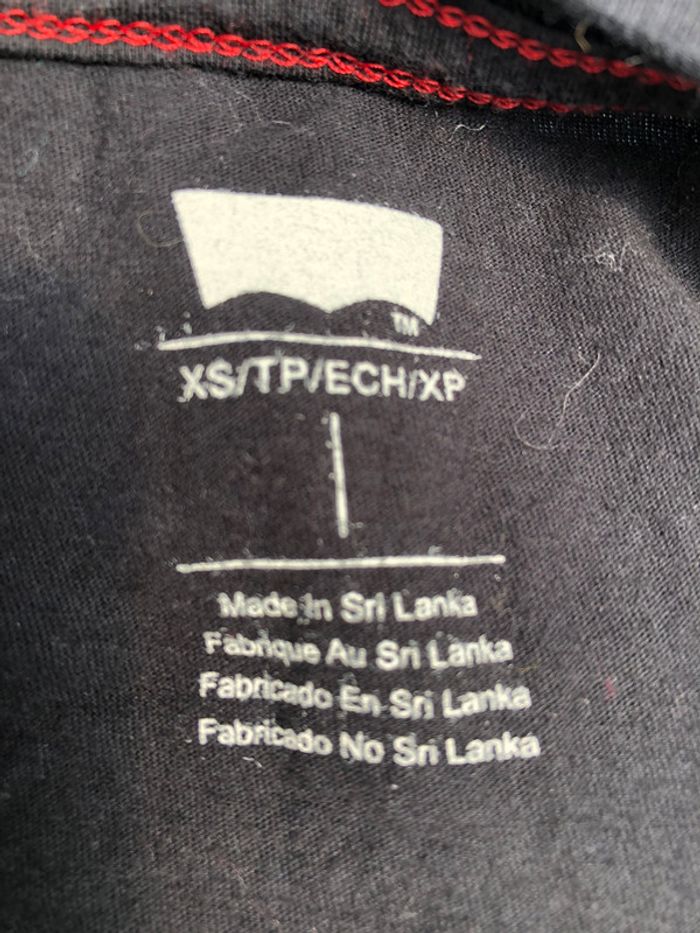 TM
XS/TP/ECH/XP
Made In Sri Lanka
Fabrique Au Sri Lanka
Fabricado En Sri Lanka
Fabricado No Sri Lanka